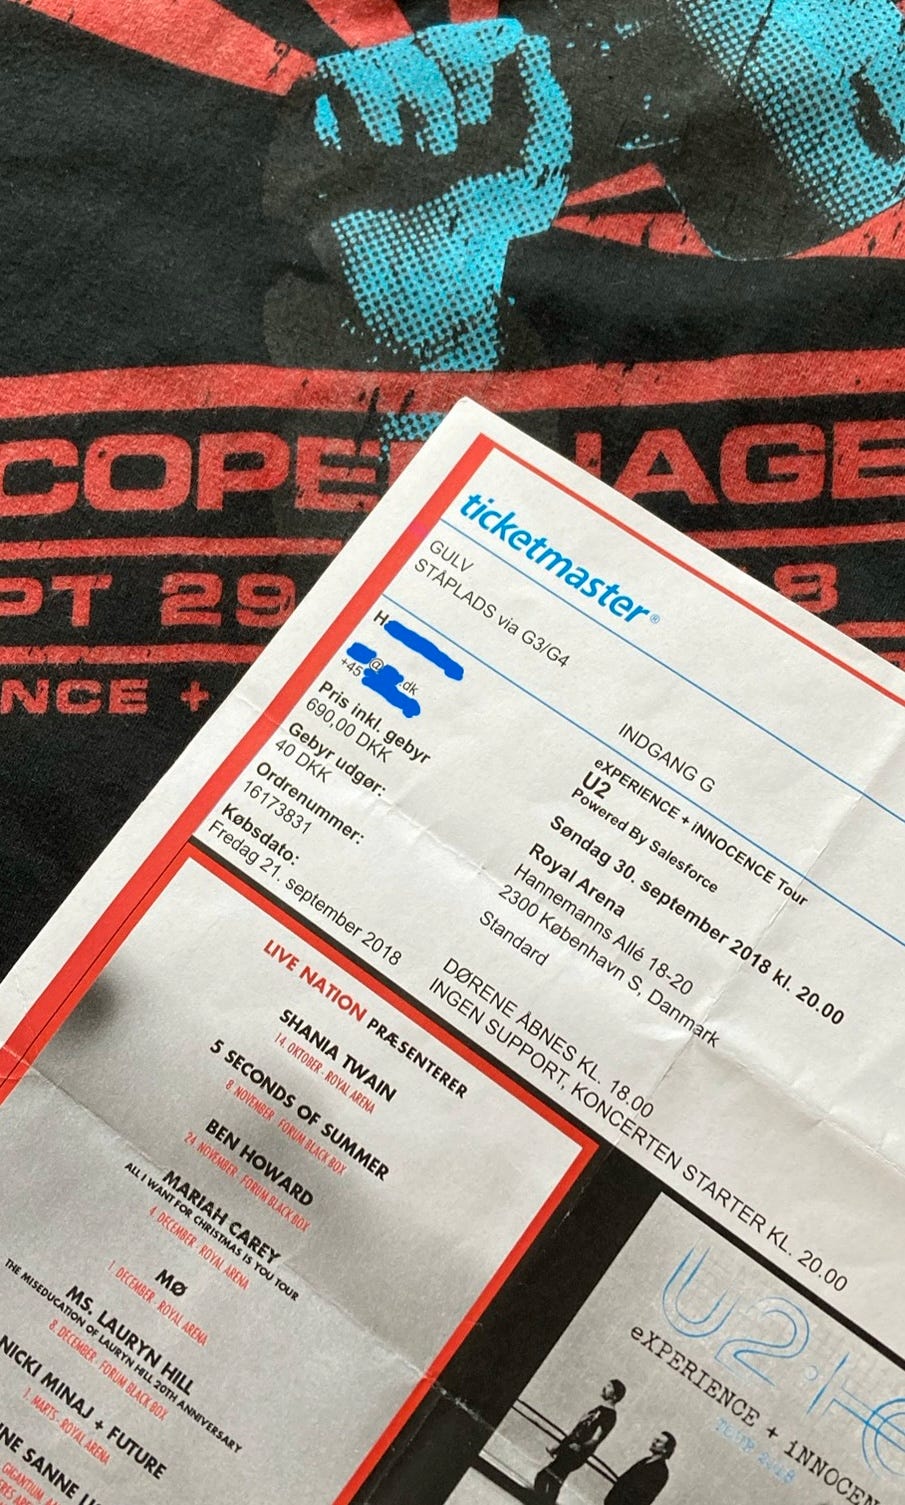 COPE
NAGE
PT 29
8
NCE +
ticketmaster®
GULV
STÅPLADS via G3/G4
H
@ .dk
+45
Pris inkl. gebyr
690,00 DKK
Gebyr udgør:
40 DKK
Ordrenummer:
16173831
Købsdato:
Fredag 21. september 2018
INDGANG G
eXPERIENCE + iNNOCENCE Tour
U2
Powered By Salesforce
Søndag 30. september 2018 kl. 20.00
Royal Arena
Hannemanns Allé 18-20
2300 København S, Danmark
Standard
DØRENE ÅBNES KL. 18.00
INGEN SUPPORT, KONCERTEN STARTER KL. 20.00
LIVE NATION PRÆSENTERER
SHANIA TWAIN
14. OKTOBER - ROYAL ARENA
5 SECONDS OF SUMMER
8. NOVEMBER - FORUM BLACK BOX
BEN HOWARD
24. NOVEMBER - FORUM BLACK BOX
MARIAH CAREY
ALL I WANT FOR CHRISTMAS IS YOU TOUR
4. DECEMBER - ROYAL ARENA
MØ
1. DECEMBER - ROYAL ARENA
MS. LAURYN HILL
THE MISEDUCATION OF LAURYN HILL 20TH ANNIVERSARY
8. DECEMBER - FORUM BLACK BOX
NICKI MINAJ + FUTURE
1. MARTS - ROYAL ARENA
NE SANNE
GIGANTIUM
U2
eXPERIENCE + iNNOCEN
TOUR 2018